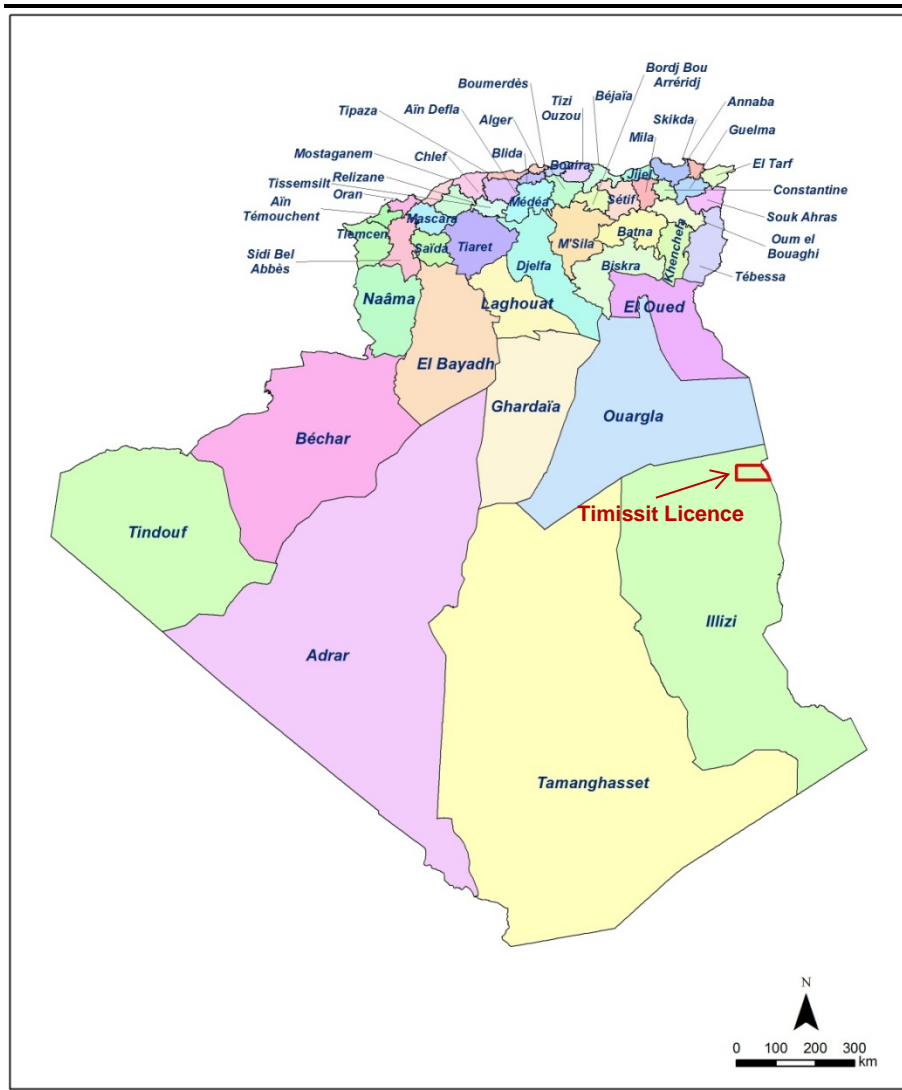 Bordj Bou
Arréridj
Boumerdès
Tizi
Ouzou
Béjaïa
Aïn Defla
Annaba
Tipaza
Alger
Skikda
Mila
Guelma
Mostaganem
Chlef
Blida
Bouira
Jijel
El Tarf
Relizane
Tissemsilt
Oran
Médéa
Sétif
Constantine
Aïn
Témouchent
Mascara
Souk Ahras
Tlemcen
Saïda
Tiaret
M'Sila
Batna
Khenchela
Oum el
Bouaghi
Sidi Bel
Abbès
Djelfa
Biskra
Tébessa
Naâma
Laghouat
El Oued
El Bayadh
Ghardaïa
Ouargla
Béchar
Timissit Licence
Tindouf
Illizi
Adrar
Tamanghasset
N
0 100 200 300
km